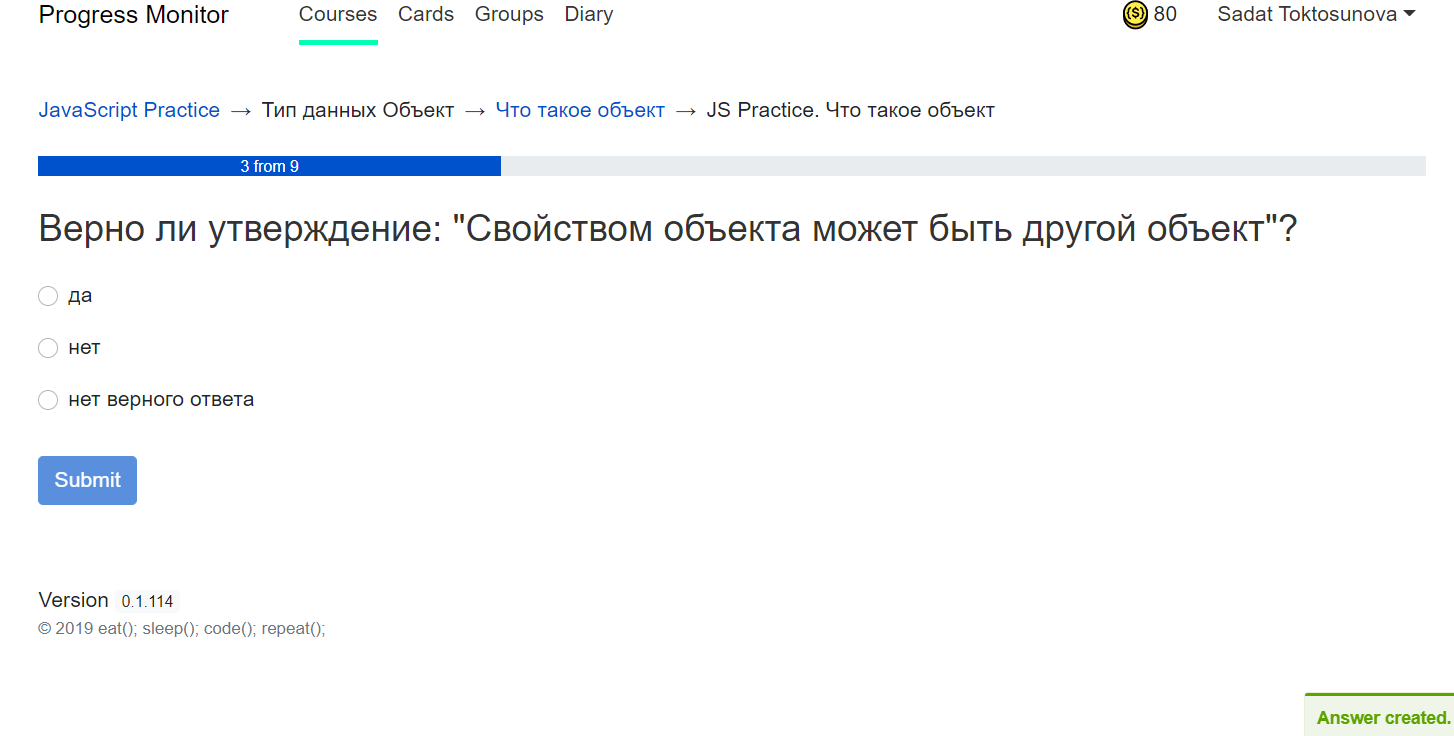 Progress Monitor Courses Cards Groups Diary 80 Sadat Toktosunova
JavaScript Practice → Тип данных Объект → Что такое объект → JS Practice. Что такое объект
3 from 9
Верно ли утверждение: "Свойством объекта может быть другой объект"?
да
нет
нет верного ответа
Submit
Version 0.1.114
© 2019 eat(); sleep(); code(); repeat();
Answer created.